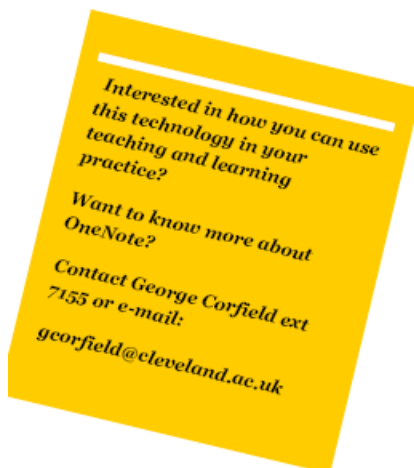 Interested in how you can use
this technology in your
teaching and learning
practice?
Want to know more about
OneNote?
Contact George Corfield ext
7155 or e-mail:
gcorfield@cleveland.ac.uk